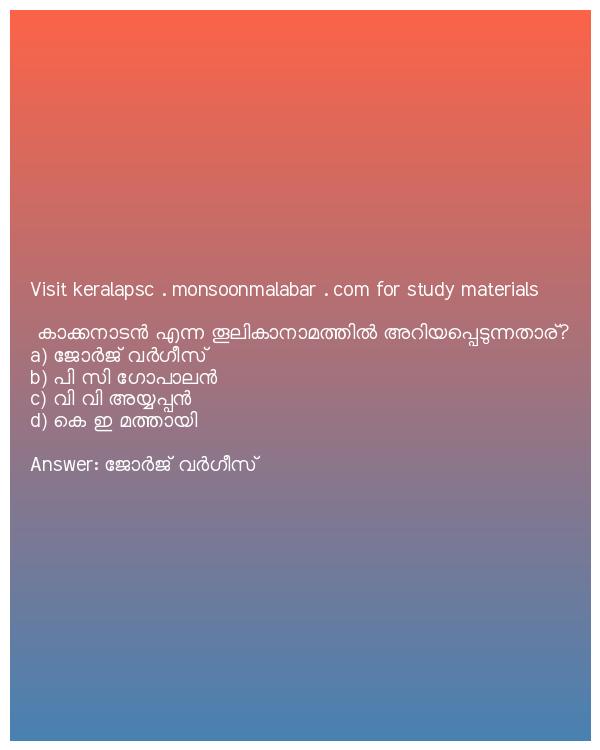 Visit keralapsc . monsoonmalabar . com for study materials
കാക്കനാടൻ എന്ന തൂലികാനാമത്തിൽ അറിയപ്പെടുന്നതാര്?
a) ജോർജ് വർഗീസ്
b) പി സി ഗോപാലൻ
c) വി വി അയ്യപ്പൻ
d) കെ ഇ മത്തായി
Answer: ജോർജ് വർഗീസ്